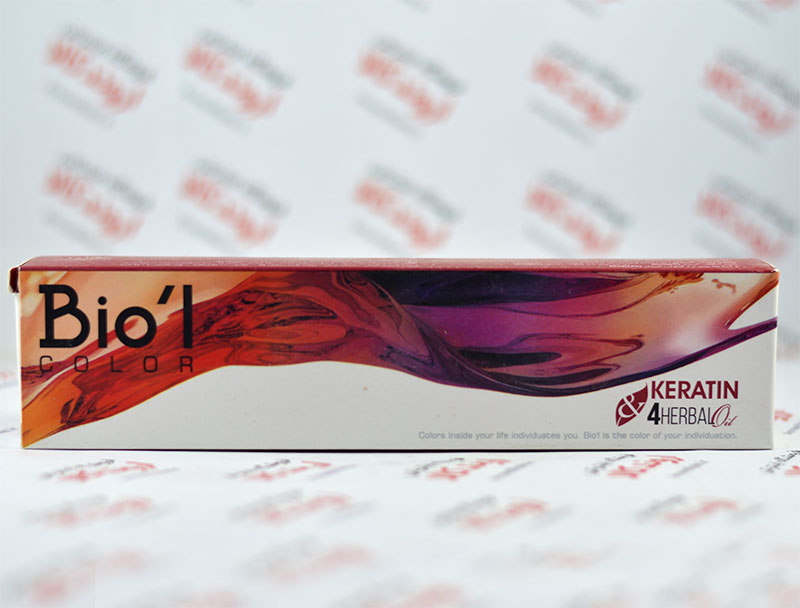 Bio'l
COLOR
KERATIN
& 4HERBAL Oil
Colors inside your life individuates you. Bio'l is the color of your individuation.